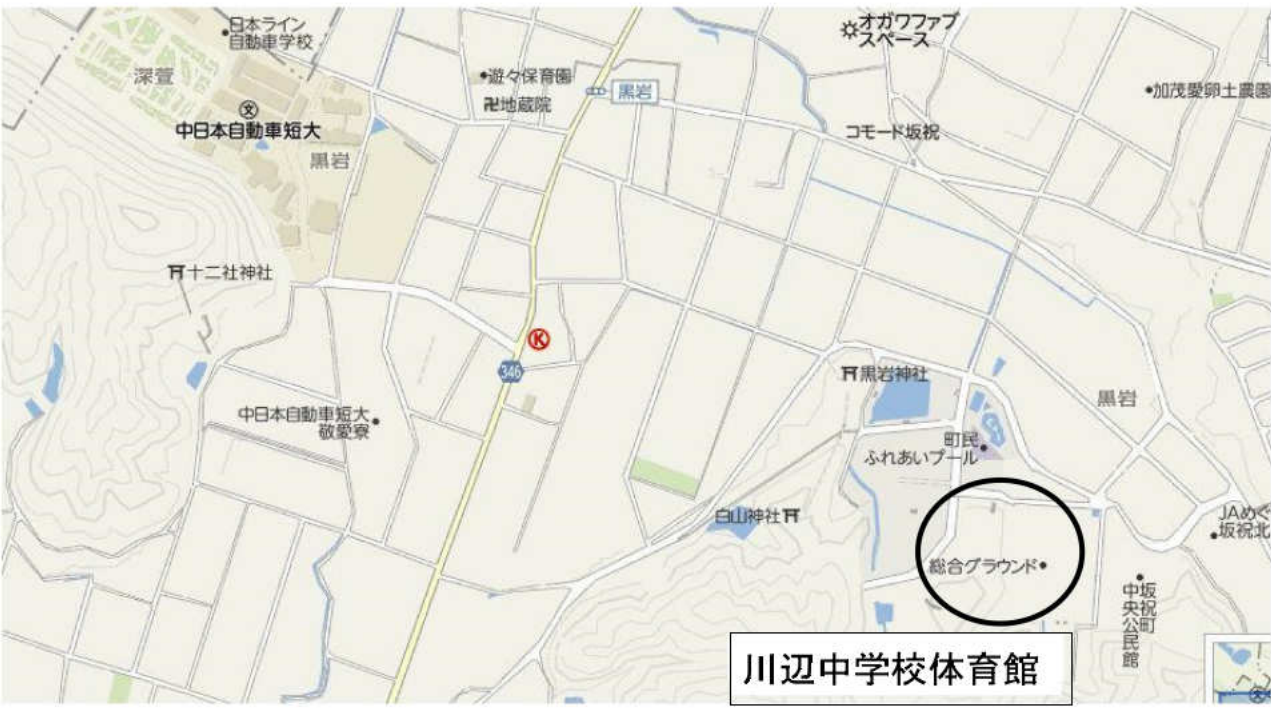 日本ライン
自動車学校
オガワファブ
スペース
深萱
遊々保育園
加茂愛卵土農園
黒岩
卍地蔵院
文
中日本自動車短大
コモード坂祝
黒岩
十二社神社
K
346
黒岩神社
黒岩
中日本自動車短大
敬愛寮
町民
ふれあいプール
白山神社
JAめぐ
坂祝北
総合グラウンド
坂祝町
中央公民館
川辺中学校体育館
文